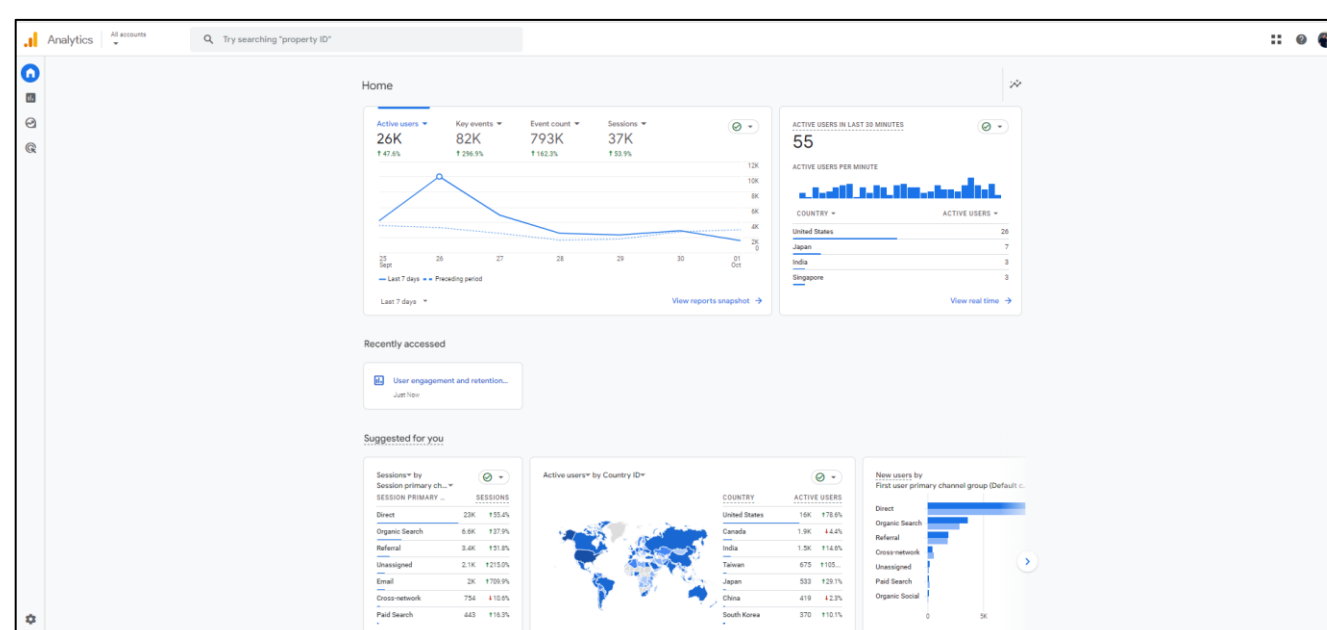 Analytics
All accounts
Try searching "property ID"
Home
Active users Key events Event count Sessions
26K 82K 793K 37K
↑ 47.6% ↑ 296.9% ↑ 162.3% ↑ 53.9%
12K
10K
8K
6K
4K
2K
0
25 26 27 28 29 30 01
Sept Oct
Last 7 days Preceding period
Last 7 days View reports snapshot →
ACTIVE USERS IN LAST 30 MINUTES
55
ACTIVE USERS PER MINUTE
COUNTRY ACTIVE USERS
United States 26
Japan 7
India 3
Singapore 3
View real time →
Recently accessed
User engagement and retention...
Just Now
Suggested for you
Sessions by
Session primary ch...
SESSION PRIMARY ... SESSIONS
Direct 23K ↑55.4%
Organic Search 6.6K ↑37.9%
Referral 3.4K ↑51.8%
Unassigned 2.1K ↑215.0%
Email 2K ↑709.9%
Cross-network 754 ↓10.6%
Paid Search 443 ↑16.3%
Active users by Country ID
COUNTRY ACTIVE USERS
United States 16K ↑78.6%
Canada 1.9K ↓4.4%
India 1.5K ↑14.6%
Taiwan 675 ↑105...
Japan 533 ↑29.1%
China 419 ↓2.3%
South Korea 370 ↑10.1%
New users by
First user primary channel group (Default c...
Direct
Organic Search
Referral
Cross-network
Unassigned
Paid Search
Organic Social
0 5K